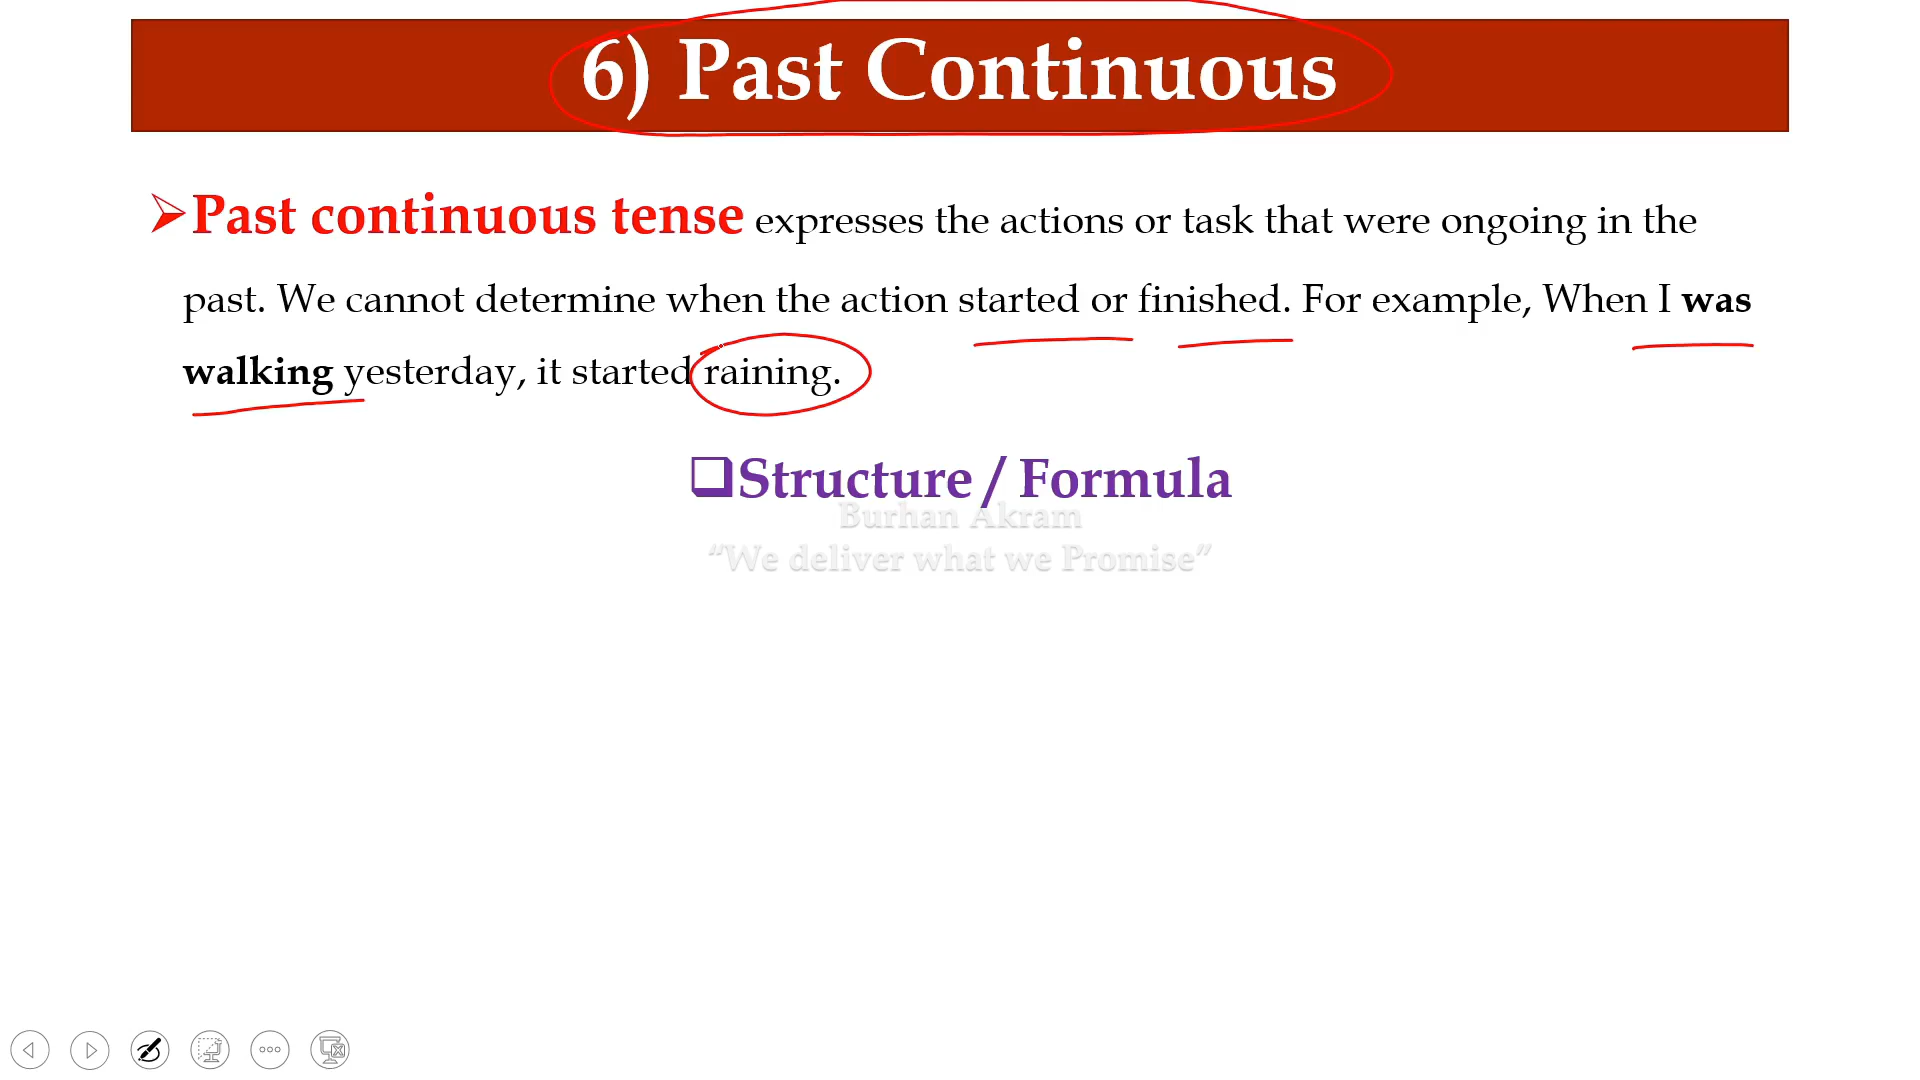 6) Past Continuous
Past continuous tense expresses the actions or task that were ongoing in the
past. We cannot determine when the action started or finished. For example, When I was
walking yesterday, it started raining.
Structure / Formula
Burhan Akram
“We deliver what we Promise”